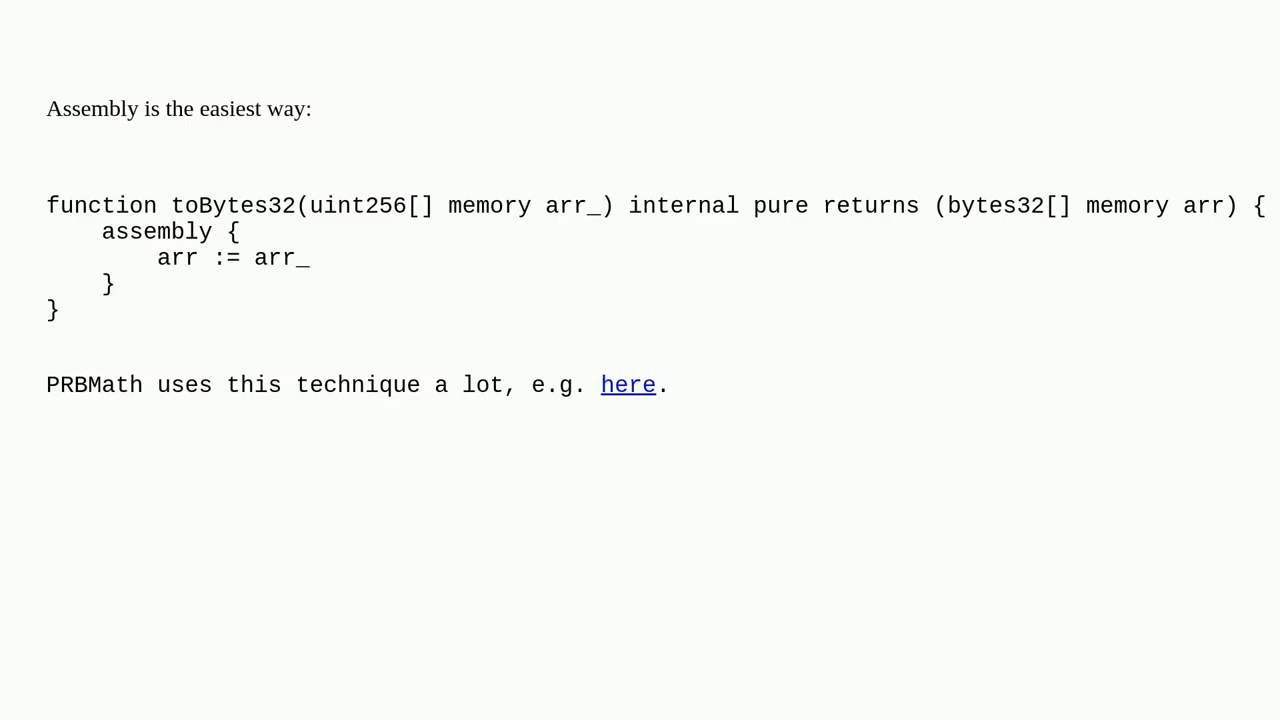 Assembly is the easiest way:
function toBytes32(uint256[] memory arr_) internal pure returns (bytes32[] memory arr) {
    assembly {
        arr := arr_
    }
}
PRBMath uses this technique a lot, e.g. here.